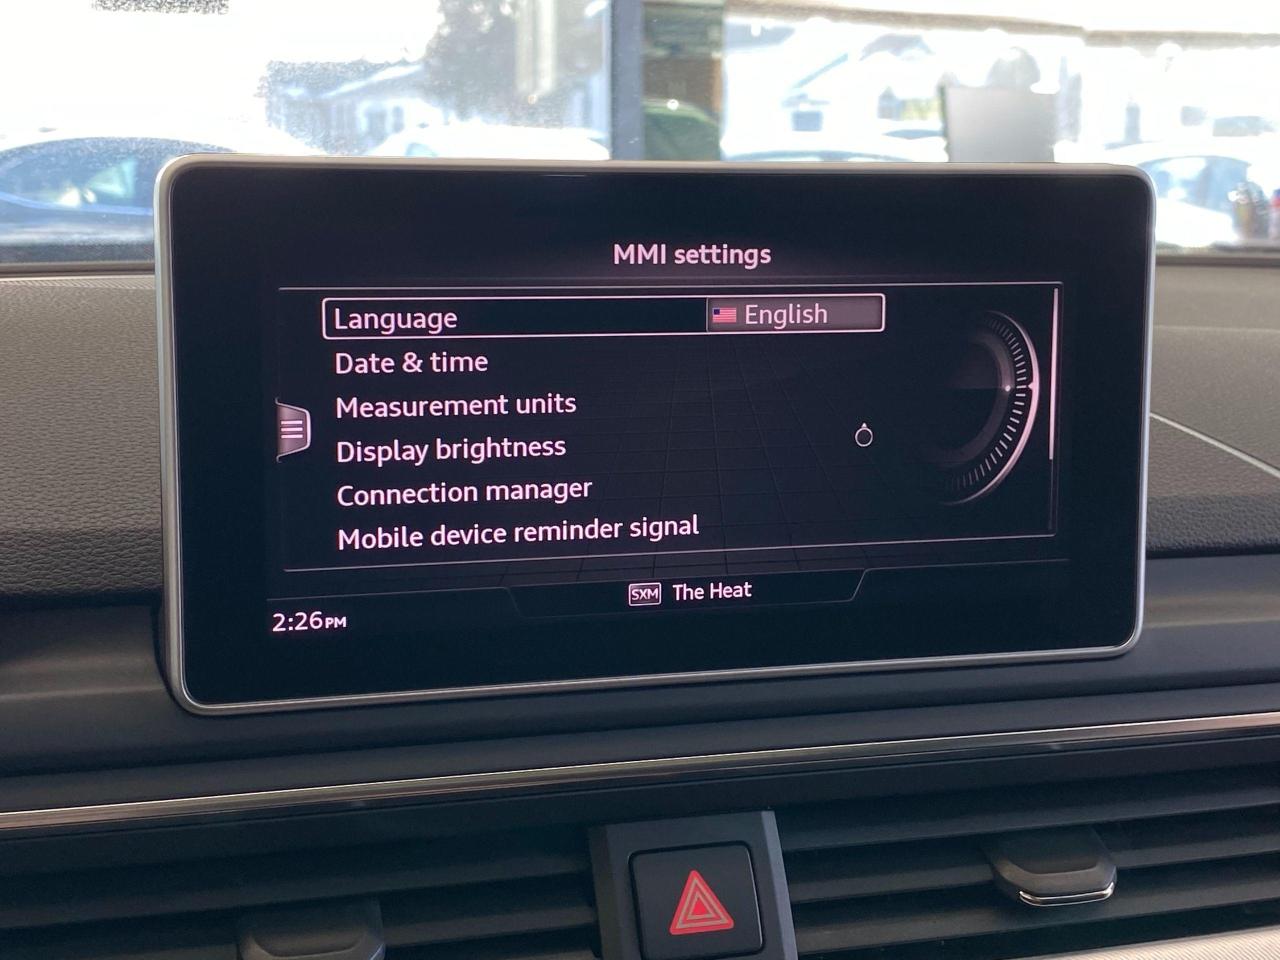 MMI settings
Language English
Date & time
Measurement units
Display brightness
Connection manager
Mobile device reminder signal
SXM The Heat
2:26PM